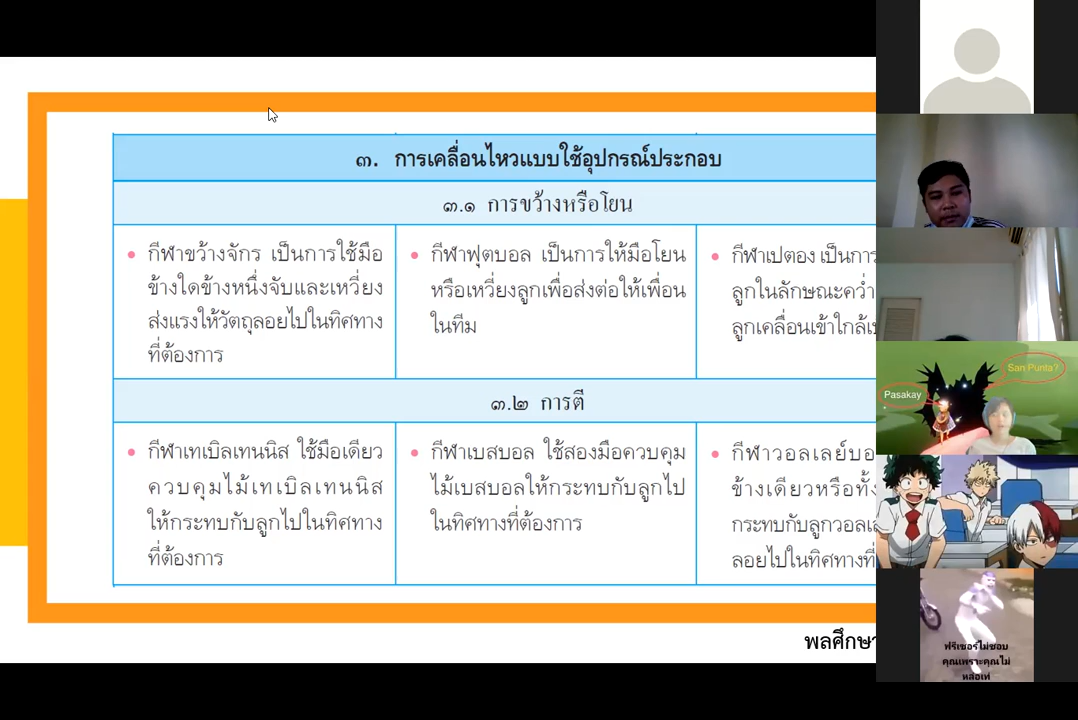 ๓. การเคลื่อนไหวแบบใช้อุปกรณ์ประกอบ
๓.๑ การขว้างหรือโยน
• กีฬาขว้างจักร เป็นการใช้มือ
ข้างใดข้างหนึ่งจับและเหวี่ยง
ส่งแรงให้วัตถุลอยไปในทิศทาง
ที่ต้องการ
• กีฬาฟุตบอล เป็นการให้มือโยน
หรือเหวี่ยงลูกเพื่อส่งต่อให้เพื่อน
ในทีม
• กีฬาเปตอง เป็นการ
ลูกในลักษณะคว่ำ
ลูกเคลื่อนเข้าใกล้
๓.๒ การตี
• กีฬาเทเบิลเทนนิส ใช้มือเดียว
ควบคุมไม้เทเบิลเทนนิส
ให้กระทบกับลูกไปในทิศทาง
ที่ต้องการ
• กีฬาเบสบอล ใช้สองมือควบคุม
ไม้เบสบอลให้กระทบกับลูกไป
ในทิศทางที่ต้องการ
• กีฬาวอลเลย์บอ
ข้างเดียวหรือทั้ง
กระทบกับลูกวอล
ลอยไปในทิศทางที่
พลศึกษา
San Punta'/
Pasakay
ฟรีเซอร์ไม่ชอบ
คุณเพราะคุณไม่
หล่อเท่